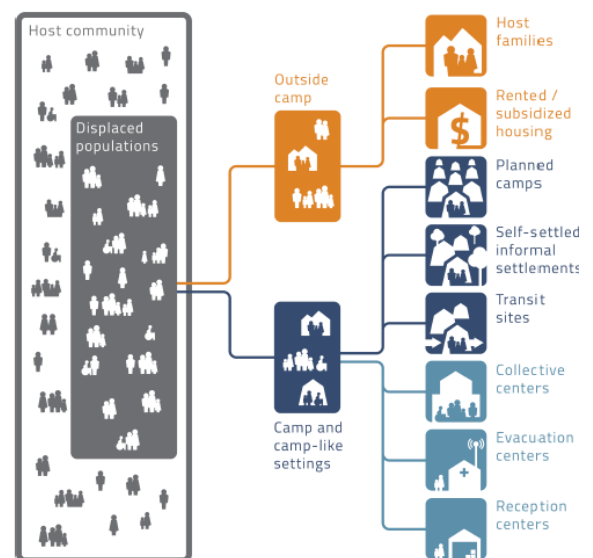 Host community
Displaced
populations
Outside
camp
Camp and
camp-like
settings
Host
families
Rented /
subsidized
housing
$
Planned
camps
Self-settled
informal
settlements
Transit
sites
Collective
centers
Evacuation
centers
Reception
centers